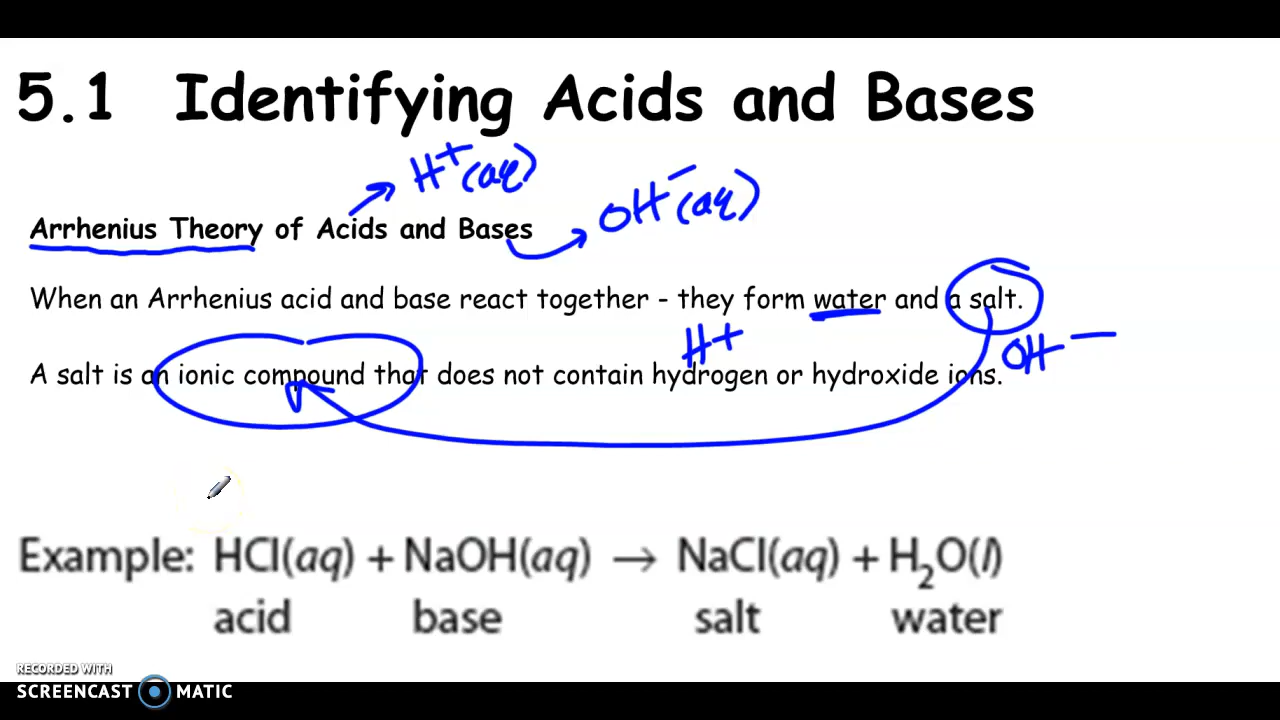 5.1 Identifying Acids and Bases
H+(aq)
OH-(aq)
Arrhenius Theory of Acids and Bases
When an Arrhenius acid and base react together - they form water and a salt.
H+
OH-
A salt is an ionic compound that does not contain hydrogen or hydroxide ions.
Example: HCl(aq) + NaOH(aq) → NaCl(aq) + H₂O(l)
acid base salt water
RECORDED WITH
SCREENCAST MATIC